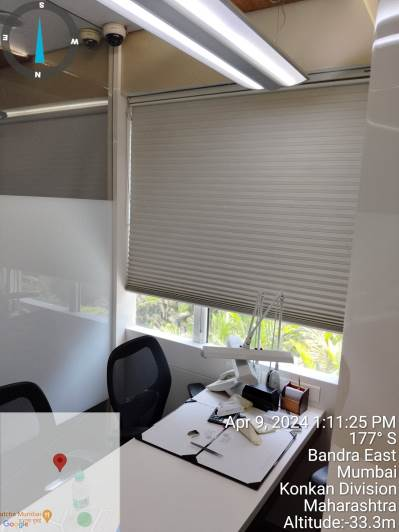 S
E
W
N
Apr 9, 2024 1:11:25 PM
177° S
Bandra East
Mumbai
Konkan Division
Maharashtra
Altitude:-33.3m
Google